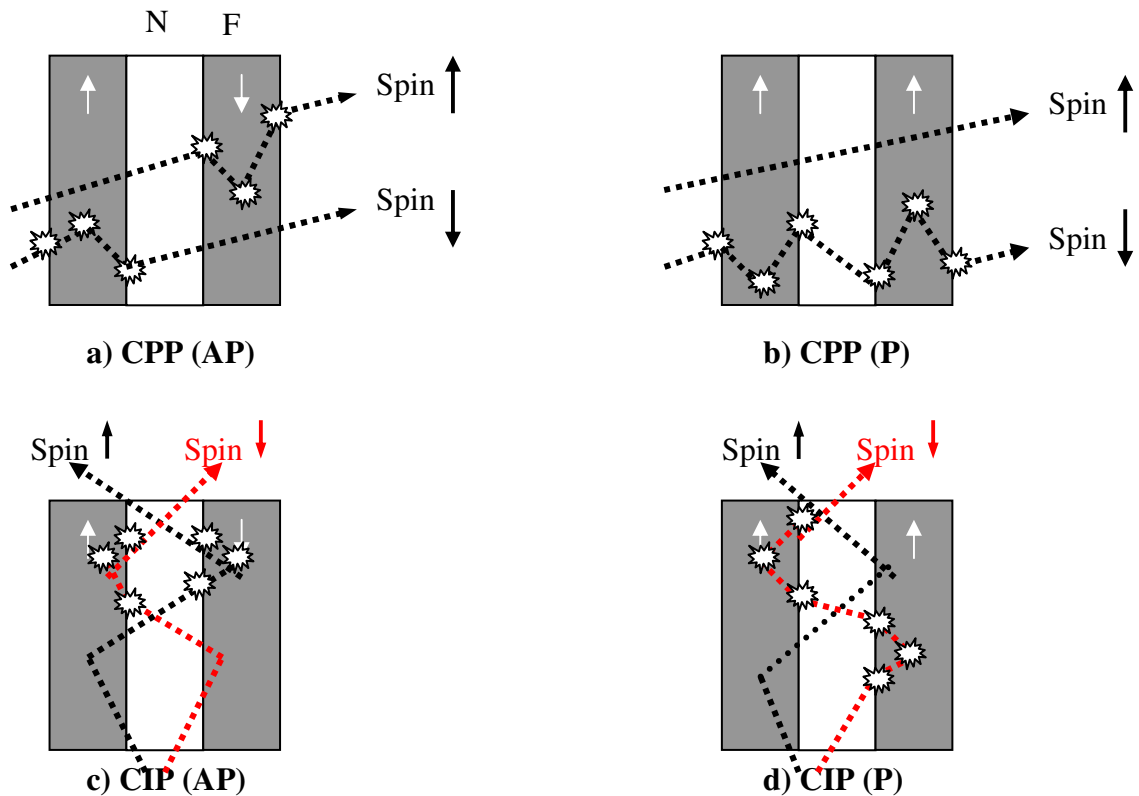 N F
Spin
Spin
a) CPP (AP)
Spin
Spin
b) CPP (P)
Spin Spin
c) CIP (AP)
Spin Spin
d) CIP (P)